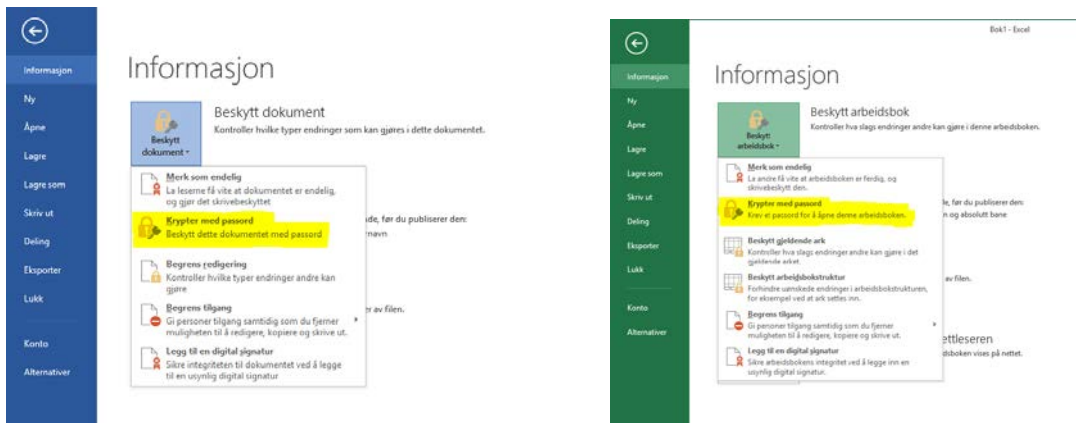 Informasjon
Ny
Åpne
Lagre
Lagre som
Skriv ut
Deling
Eksporter
Lukk
Konto
Alternativer
Informasjon
Beskytt dokument
Kontroller hvilke typer endringer som kan gjøres i dette dokumentet.
Beskytt
dokument
Merk som endelig
La leserne få vite at dokumentet er endelig,
og gjør det skrivebeskyttet
Krypter med passord
Beskytt dette dokumentet med passord
Begrens redigering
Kontroller hvilke typer endringer andre kan
gjøre
Begrens tilgang
Gi personer tilgang samtidig som du fjerner
muligheten til å redigere, kopiere og skrive ut.
Legg til en digital signatur
Sikre integriteten til dokumentet ved å legge
til en usynlig digital signatur
før du publiserer den:
av filen.
Bok1 - Excel
Informasjon
Ny
Åpne
Lagre
Lagre som
Skriv ut
Deling
Eksporter
Lukk
Konto
Alternativer
Informasjon
Beskytt arbeidsbok
Kontroller hva slags endringer andre kan gjøre i denne arbeidsboken.
Beskytt
arbeidsbok
Merk som endelig
La andre få vite at arbeidsboken er ferdig, og
skrivebeskytt den.
Krypter med passord
Krev et passord for å åpne denne arbeidsboken.
Beskytt gjeldende ark
Kontroller hva slags endringer andre kan gjøre i det
gjeldende arket.
Beskytt arbeidsbokstruktur
Forhindre uønskede endringer i arbeidsbokstrukturen,
for eksempel ved at ark settes inn.
Begrens tilgang
Gi personer tilgang samtidig som du fjerner
muligheten til å redigere, kopiere og skrive ut.
Legg til en digital signatur
Sikre arbeidsbokens integritet ved å legge inn en
usynlig digital signatur.
før du publiserer den:
og absolutt bane
av filen.
ettleseren
dsboken vises på nettet.